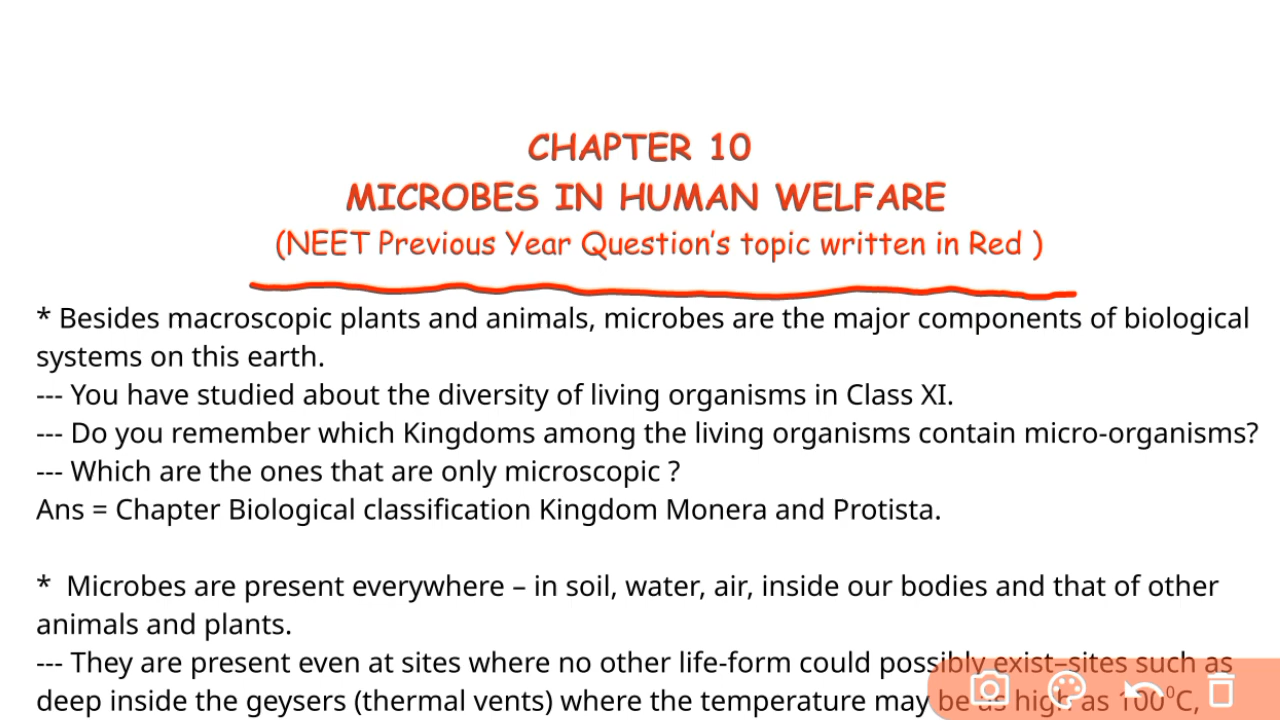 CHAPTER 10
MICROBES IN HUMAN WELFARE
(NEET Previous Year Question's topic written in Red )
* Besides macroscopic plants and animals, microbes are the major components of biological
systems on this earth.
--- You have studied about the diversity of living organisms in Class XI.
--- Do you remember which Kingdoms among the living organisms contain micro-organisms?
--- Which are the ones that are only microscopic ?
Ans = Chapter Biological classification Kingdom Monera and Protista.
* Microbes are present everywhere – in soil, water, air, inside our bodies and that of other
animals and plants.
--- They are present even at sites where no other life-form could possibly exist–sites such as
deep inside the geysers (thermal vents) where the temperature may be as high as 100⁰C,